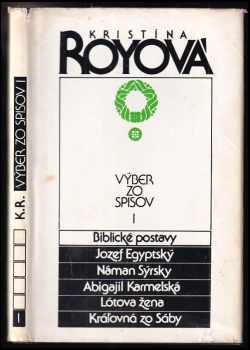 KRISTÍNA
ROYOVÁ
VÝBER
ZO
SPISOV
I
Biblické postavy
Jozef Egyptský
Náman Sýrsky
Abigajil Karmelská
Lótova žena
Kráľovná zo Sáby
K.R. VÝBER ZO SPISOV I
I